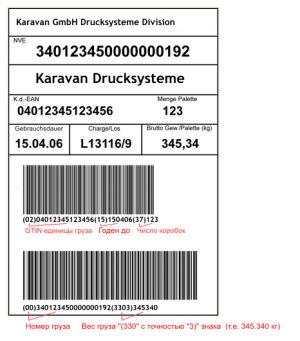 Karavan GmbH Drucksysteme Division
NVE
340123450000000192
Karavan Drucksysteme
K.d.-EAN Menge Palette
04012345123456 123
Gebrauchsdauer Charge/Los Brutto Gew./Palette (kg)
15.04.06 L13116/9 345,34
(02)04012345123456(15)150406(37)123
GTIN единицы груза Годен до Число коробок
(00)340123450000000192(3303)345340
Номер груза Вес груза "(330" с точностью "3)" знака (т.е. 345.340 кг)